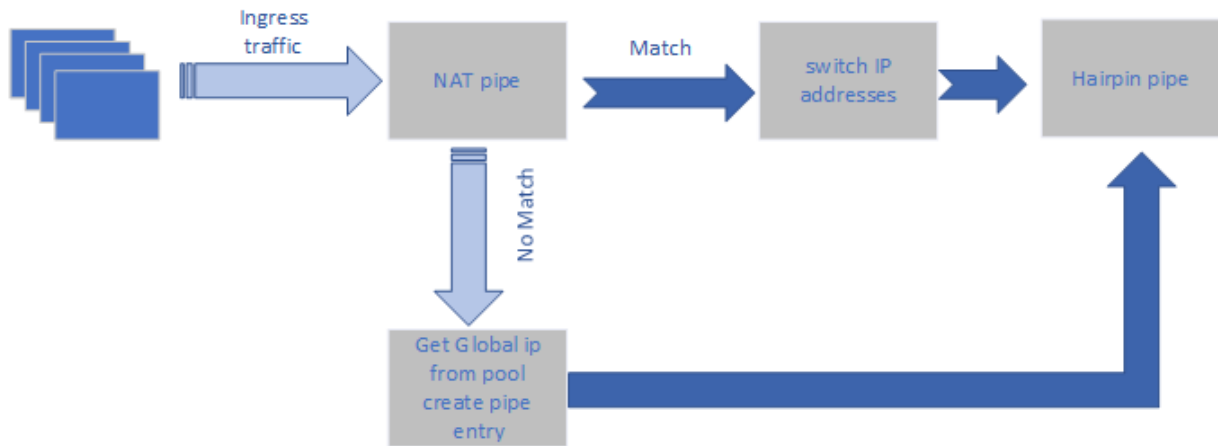 Ingress
traffic
NAT pipe
Match
switch IP
addresses
Hairpin pipe
No Match
Get Global ip
from pool
create pipe
entry